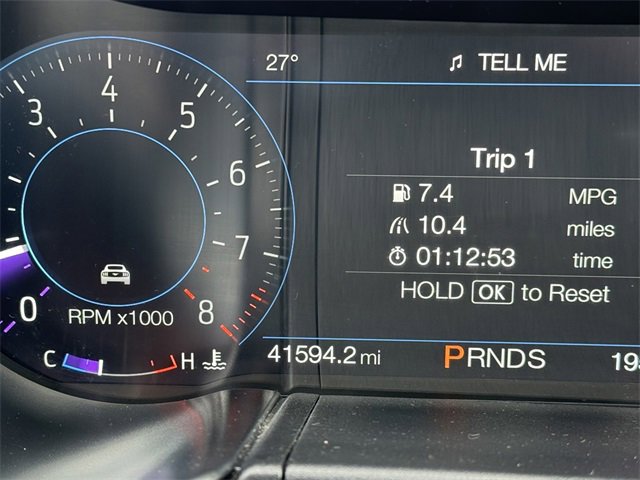 27° ♫ TELL ME
3 4 5 6 7 8 0
RPM x1000
C H
Trip 1
7.4 MPG
10.4 miles
01:12:53 time
HOLD OK to Reset
41594.2 mi PRNDS